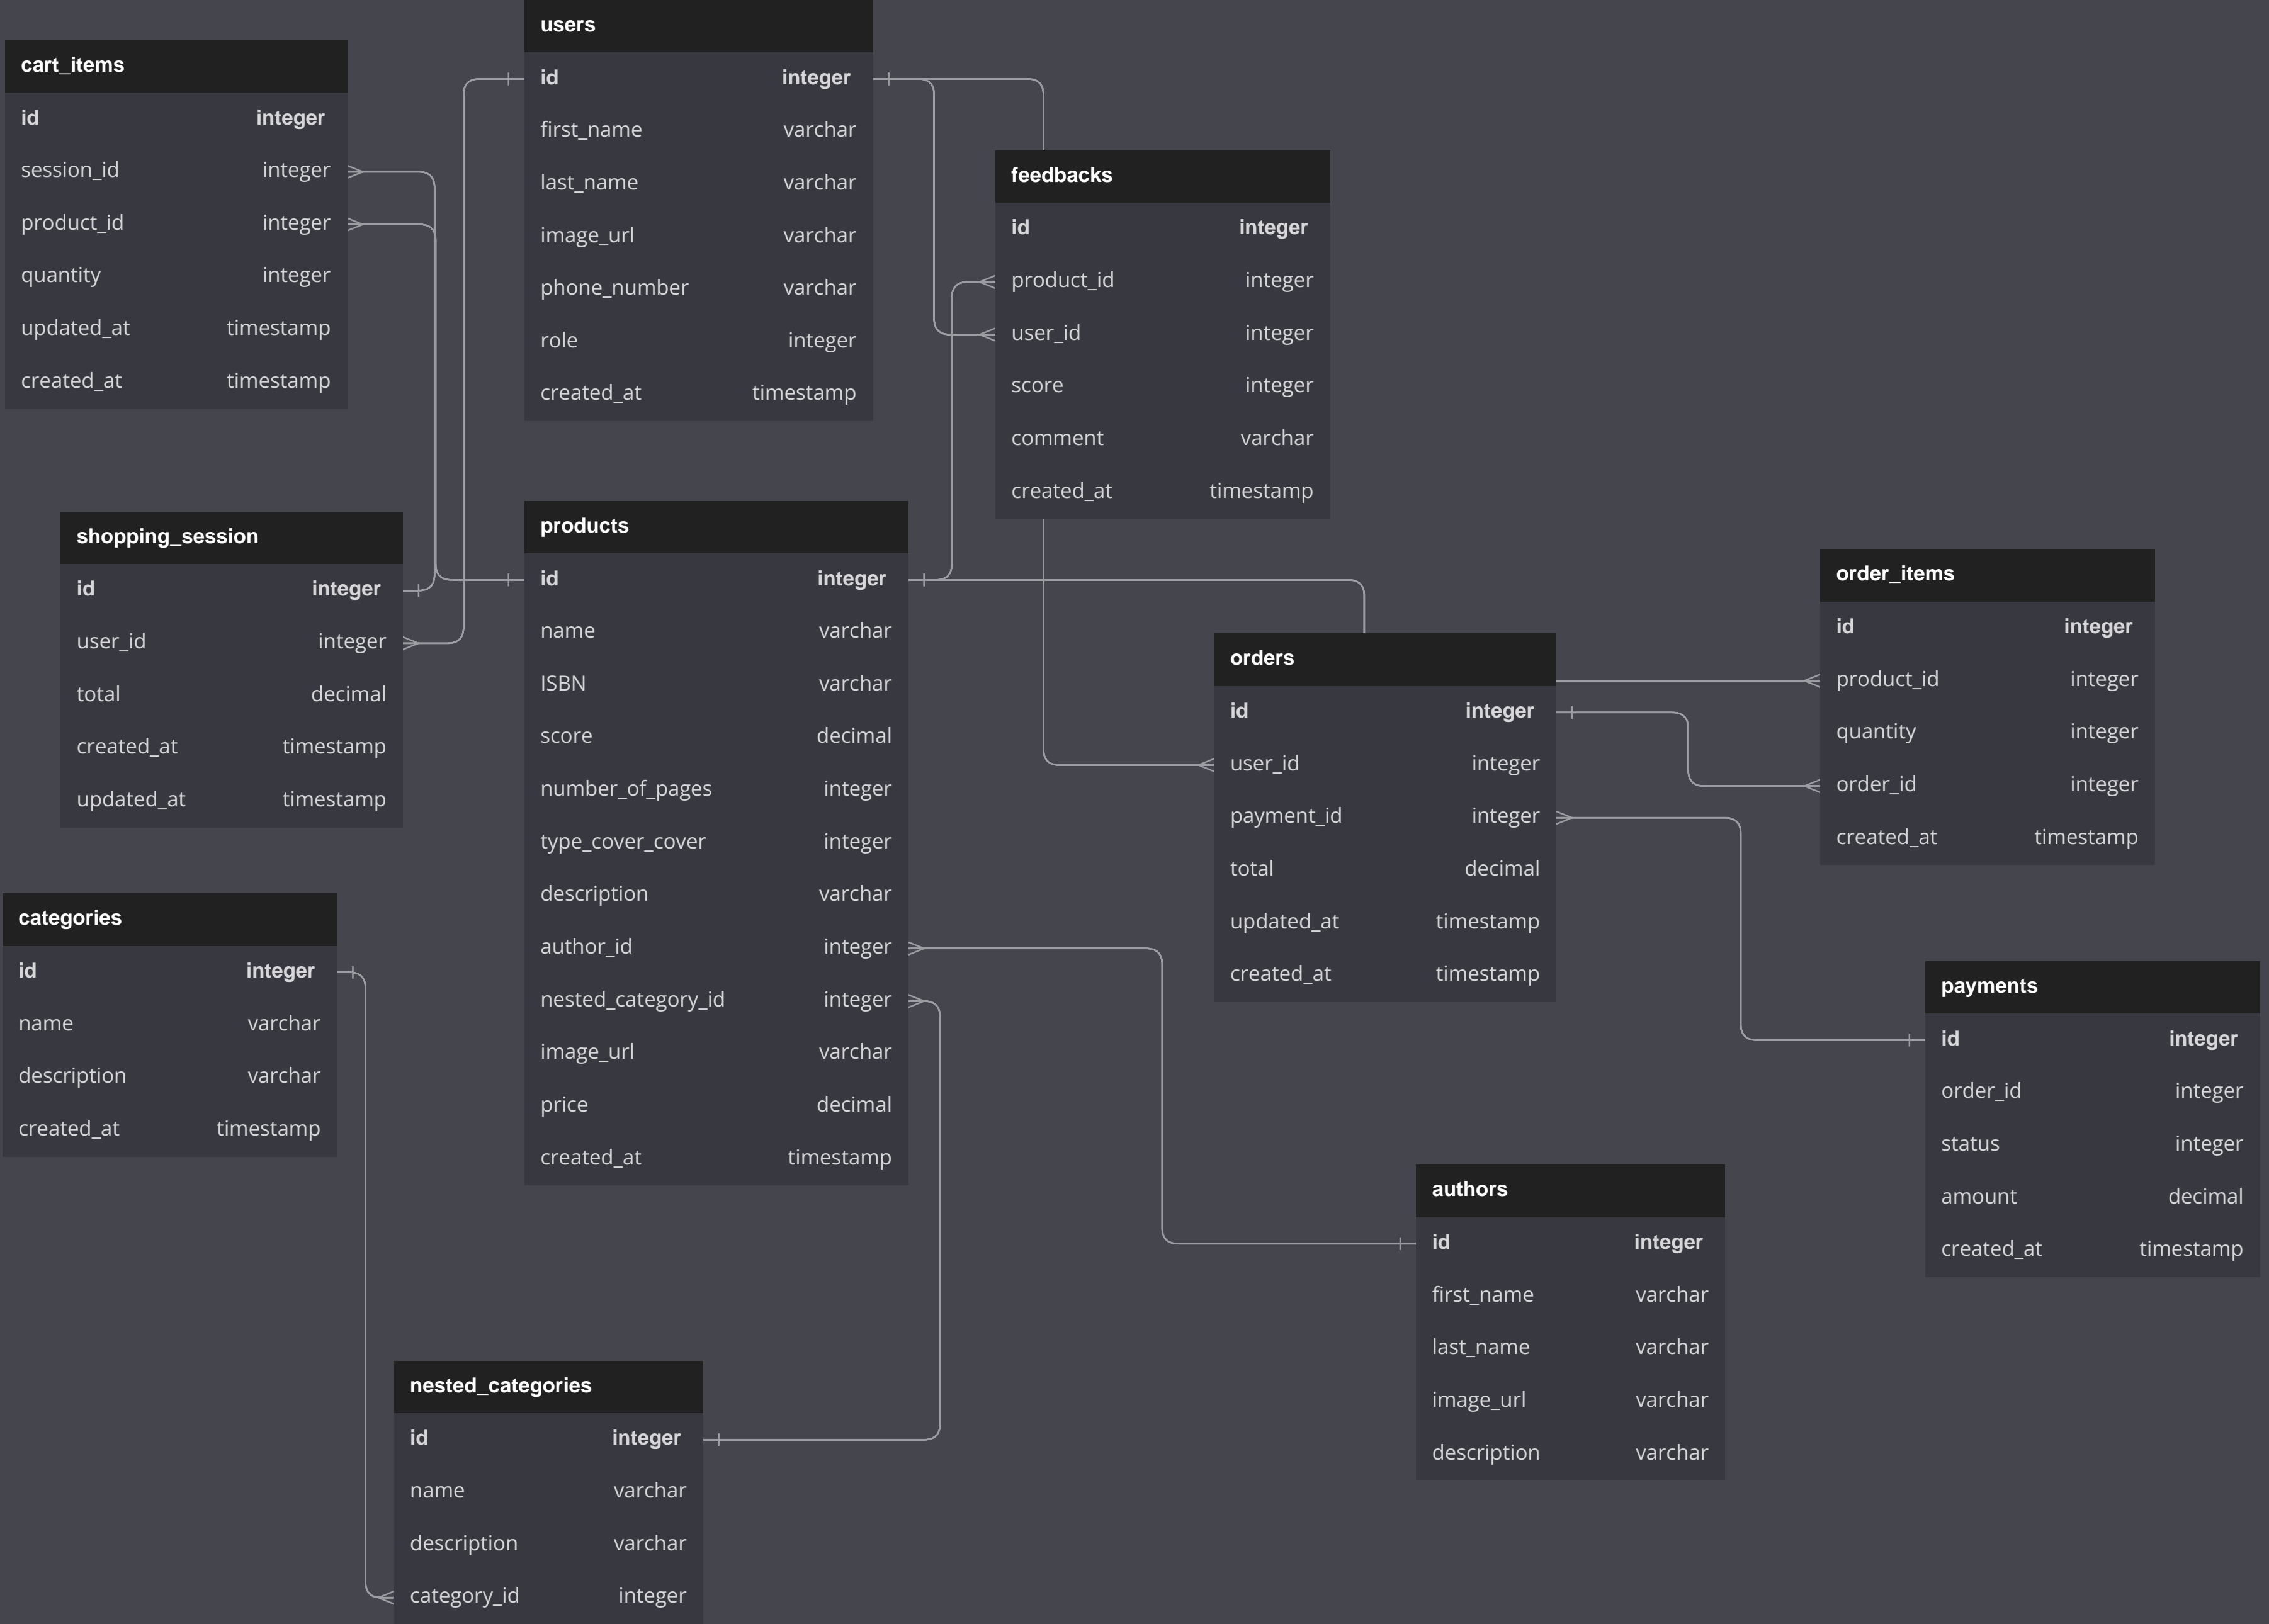 users
id integer
first_name varchar
last_name varchar
image_url varchar
phone_number varchar
role integer
created_at timestamp
cart_items
id integer
session_id integer
product_id integer
quantity integer
updated_at timestamp
created_at timestamp
feedbacks
id integer
product_id integer
user_id integer
score integer
comment varchar
created_at timestamp
shopping_session
id integer
user_id integer
total decimal
created_at timestamp
updated_at timestamp
products
id integer
name varchar
ISBN varchar
score decimal
number_of_pages integer
type_cover_cover integer
description varchar
author_id integer
nested_category_id integer
image_url varchar
price decimal
created_at timestamp
order_items
id integer
product_id integer
quantity integer
order_id integer
created_at timestamp
orders
id integer
user_id integer
payment_id integer
total decimal
updated_at timestamp
created_at timestamp
categories
id integer
name varchar
description varchar
created_at timestamp
payments
id integer
order_id integer
status integer
amount decimal
created_at timestamp
authors
id integer
first_name varchar
last_name varchar
image_url varchar
description varchar
nested_categories
id integer
name varchar
description varchar
category_id integer